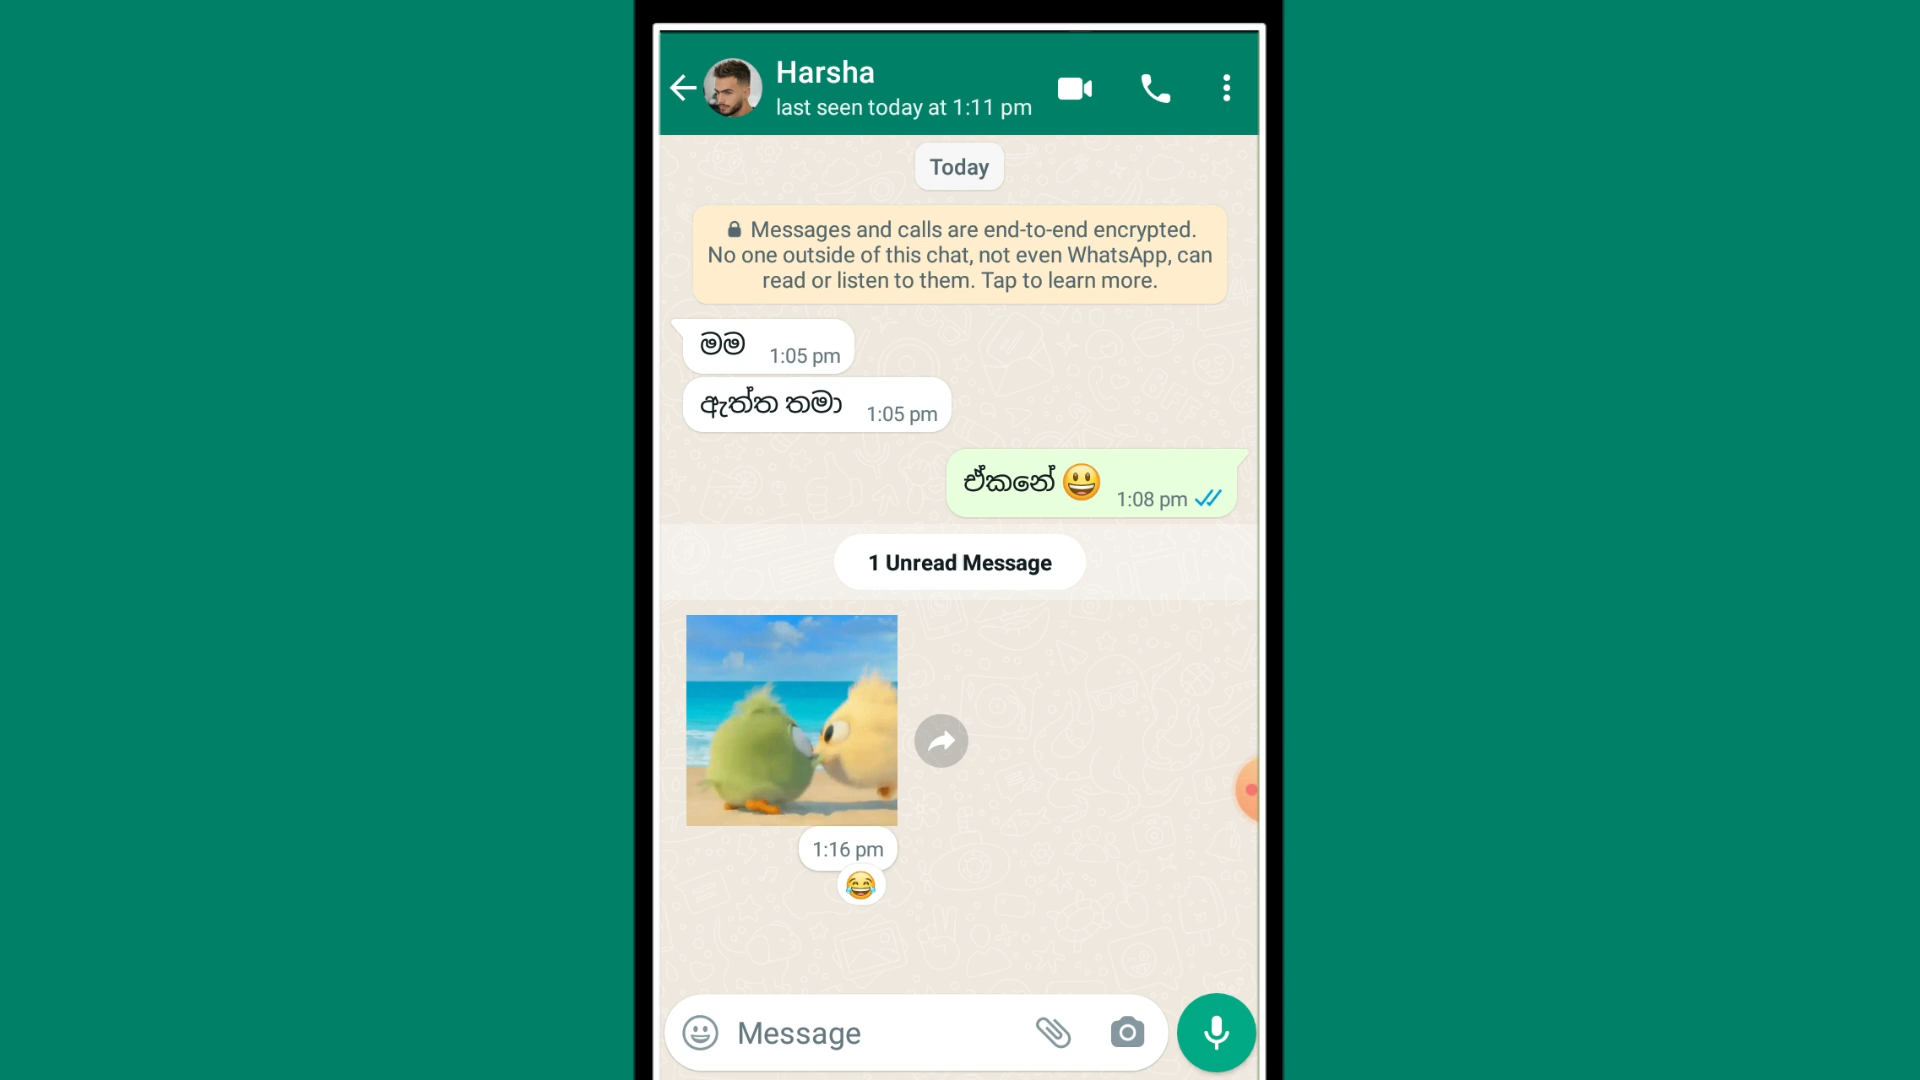 Harsha
last seen today at 1:11 pm
Today
Messages and calls are end-to-end encrypted.
No one outside of this chat, not even WhatsApp, can
read or listen to them. Tap to learn more.
මම 1:05 pm
ඇත්ත තමා 1:05 pm
ඒකනේ 😃 1:08 pm
1 Unread Message
1:16 pm
😂
Message